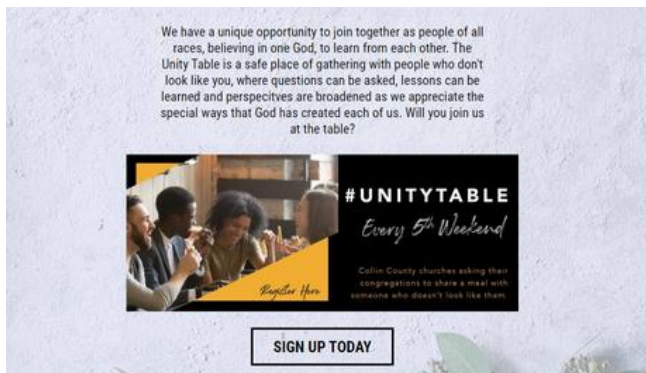 We have a unique opportunity to join together as people of all
races, believing in one God, to learn from each other. The
Unity Table is a safe place of gathering with people who don't
look like you, where questions can be asked, lessons can be
learned and perspecitves are broadened as we appreciate the
special ways that God has created each of us. Will you join us
at the table?
#UNITYTABLE
Every 5th Weekend
Collin County churches asking their
congregations to share a meal with
someone who doesn't look like them.
Register Here
SIGN UP TODAY